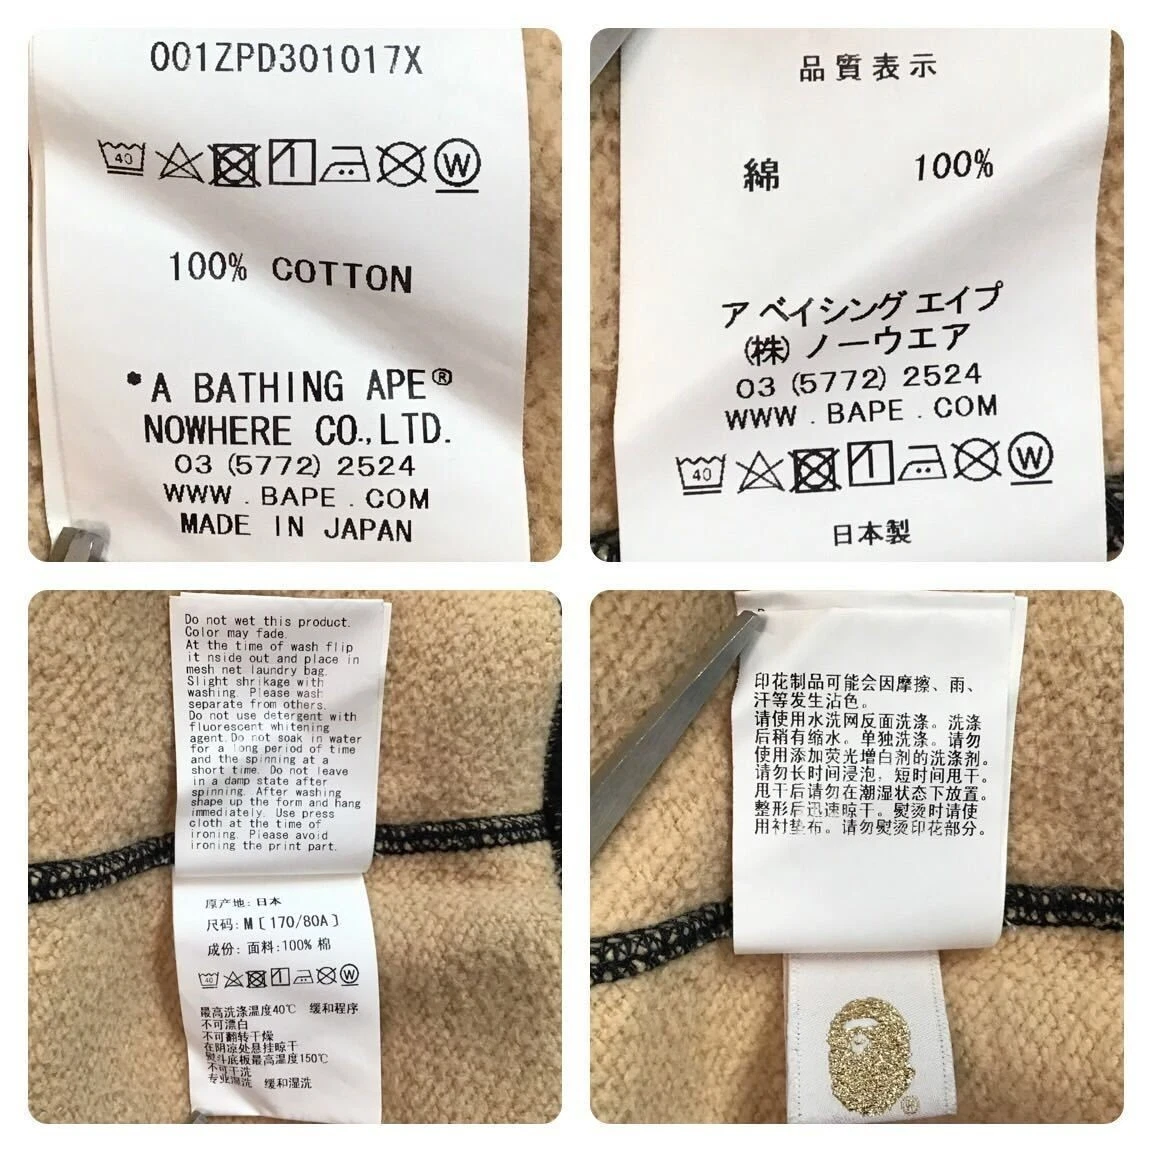 001ZPD301017X
40 W
100% COTTON
A BATHING APE®
NOWHERE CO.,LTD.
03 (5772) 2524
WWW . BAPE . COM
MADE IN JAPAN
品質表示
綿 100%
ア ベイシング エイプ
(株) ノーウエア
03 (5772) 2524
WWW . BAPE . COM
40 W
日本製
Do not wet this product.
Color may fade.
At the time of wash flip
it nside out and place in
mesh net laundry bag.
Slight shrikage with
washing. Please wash
separate from others.
Do not use detergent with
fluorescent whitening
agent.Do not soak in water
for a long period of time
and the spinning at a
short time. Do not leave
in a damp state after
spinning. After washing
shape up the form and hang
immediately. Use press
cloth at the time of
ironing. Please avoid
ironing the print part.
厚产地: 日本
尺码: M [170/80A]
成份: 面料:100% 棉
40 W
最高洗涤温度40℃ 缓和程序
不可漂白
不可翻转干燥
在阴凉处悬挂晾干
熨斗底板最高温度150℃
不可干洗
专业湿洗 缓和湿洗
印花制品可能会因摩擦、雨、
汗等发生沾色。
请使用水洗网反面洗涤。洗涤
后稍有缩水。单独洗涤。请勿
使用添加荧光增白剂的洗涤剂。
请勿长时间浸泡, 短时间甩干。
甩干后请勿在潮湿状态下放置。
整形后迅速晾干。熨烫时请使
用衬垫布。请勿熨烫印花部分。